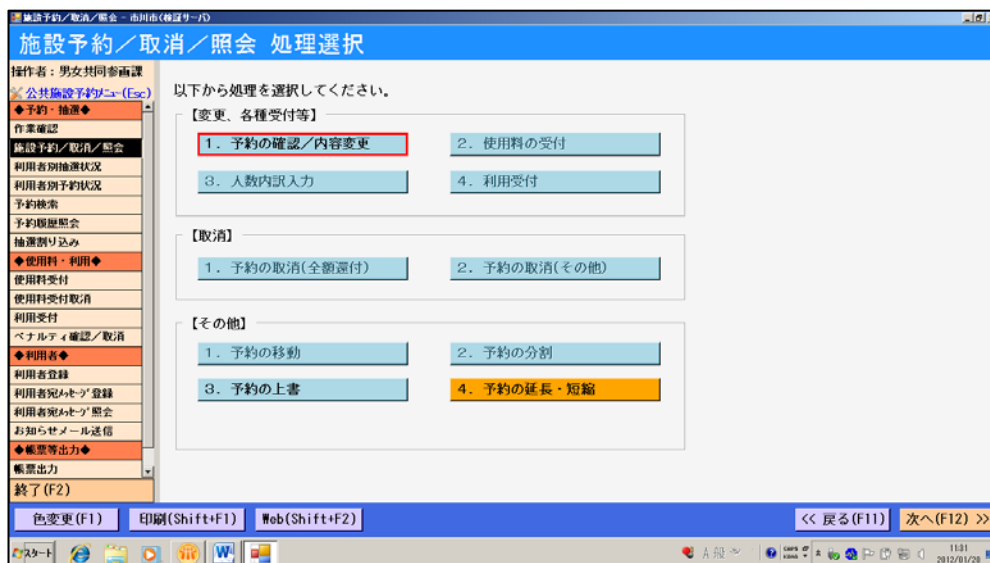 施設予約／取消／照会 - 市川市(検証サーバ)
施設予約／取消／照会 処理選択
操作者：男女共同参画課
公共施設予約ﾒﾆｭｰ(Esc)
◆予約・抽選◆
作業確認
施設予約／取消／照会
利用者別抽選状況
利用者別予約状況
予約検索
予約履歴照会
抽選割り込み
◆使用料・利用◆
使用料受付
使用料受付取消
利用受付
ペナルティ確認／取消
◆利用者◆
利用者登録
利用者宛ﾒｯｾｰｼﾞ登録
利用者宛ﾒｯｾｰｼﾞ照会
お知らせメール送信
◆帳票等出力◆
帳票出力
終了(F2)
以下から処理を選択してください。
【変更、各種受付等】
1．予約の確認／内容変更
2．使用料の受付
3．人数内訳入力
4．利用受付
【取消】
1．予約の取消(全額還付)
2．予約の取消(その他)
【その他】
1．予約の移動
2．予約の分割
3．予約の上書
4．予約の延長・短縮
色変更(F1)
印刷(Shift+F1)
Web(Shift+F2)
<< 戻る(F11)
次へ(F12) >>
スタート
A 般
CAPS
KANA
11:31
2012/01/20